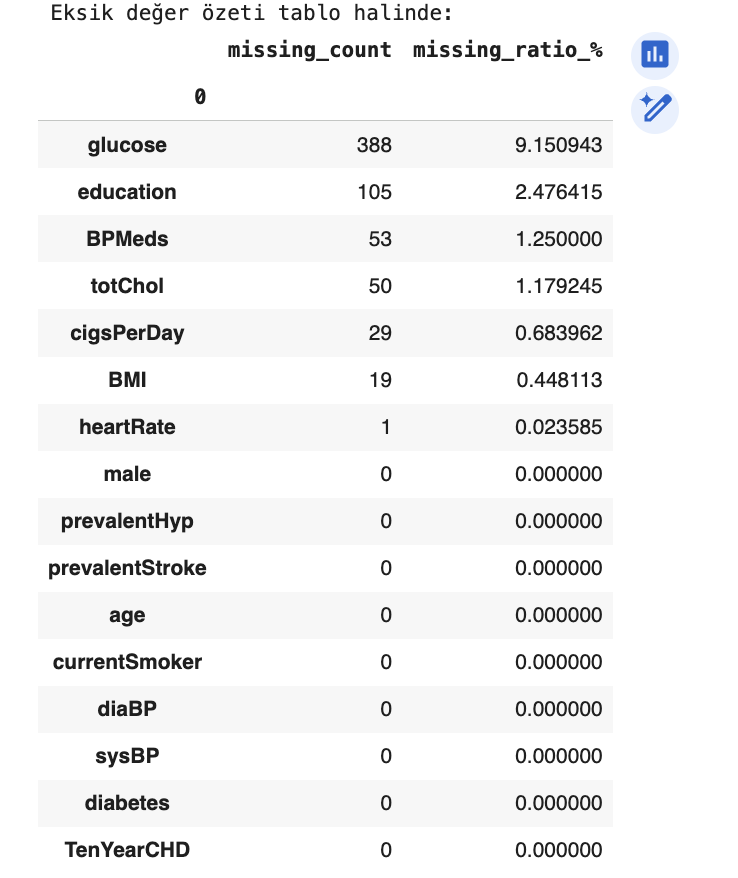 Eksik değer özeti tablo halinde:
missing_count missing_ratio_%
0
glucose 388 9.150943
education 105 2.476415
BPMeds 53 1.250000
totChol 50 1.179245
cigsPerDay 29 0.683962
BMI 19 0.448113
heartRate 1 0.023585
male 0 0.000000
prevalentHyp 0 0.000000
prevalentStroke 0 0.000000
age 0 0.000000
currentSmoker 0 0.000000
diaBP 0 0.000000
sysBP 0 0.000000
diabetes 0 0.000000
TenYearCHD 0 0.000000